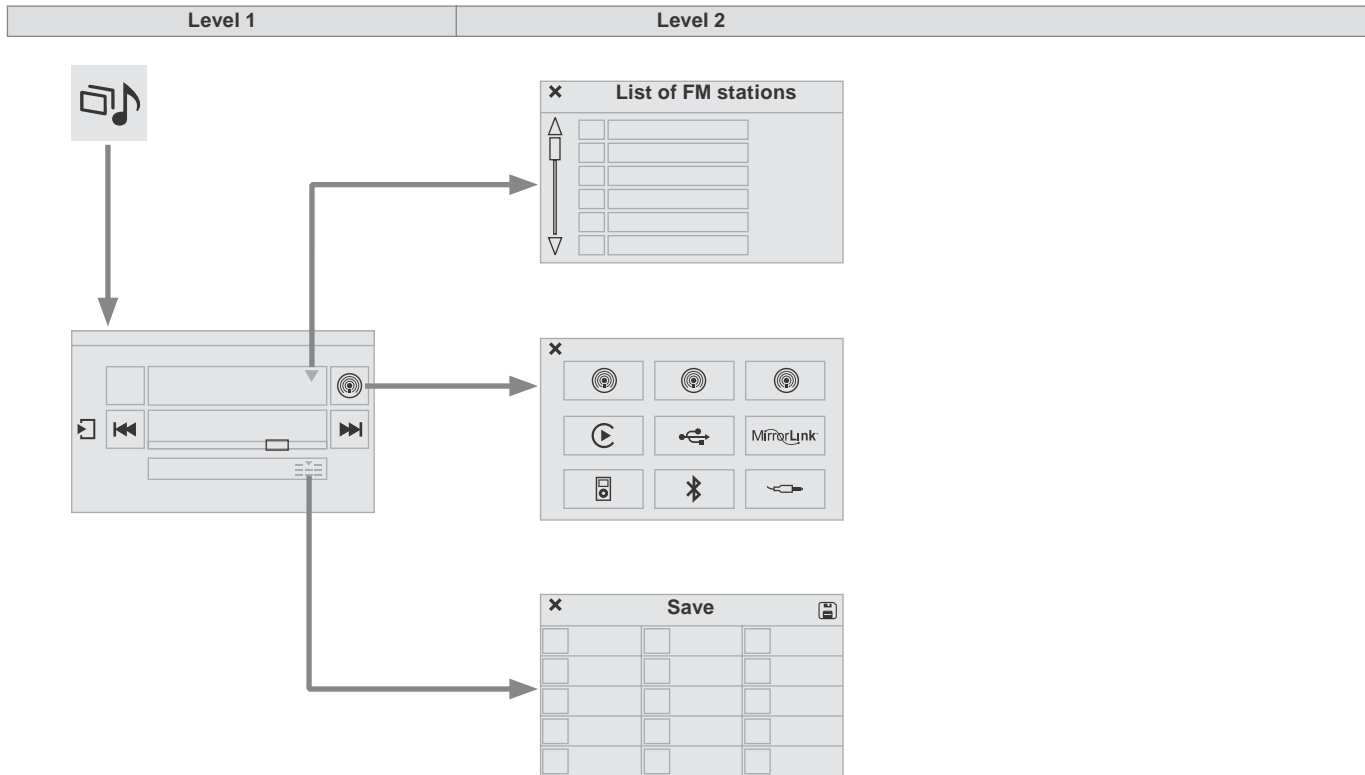 Level 1
Level 2
List of FM stations
MirrorLink
Save